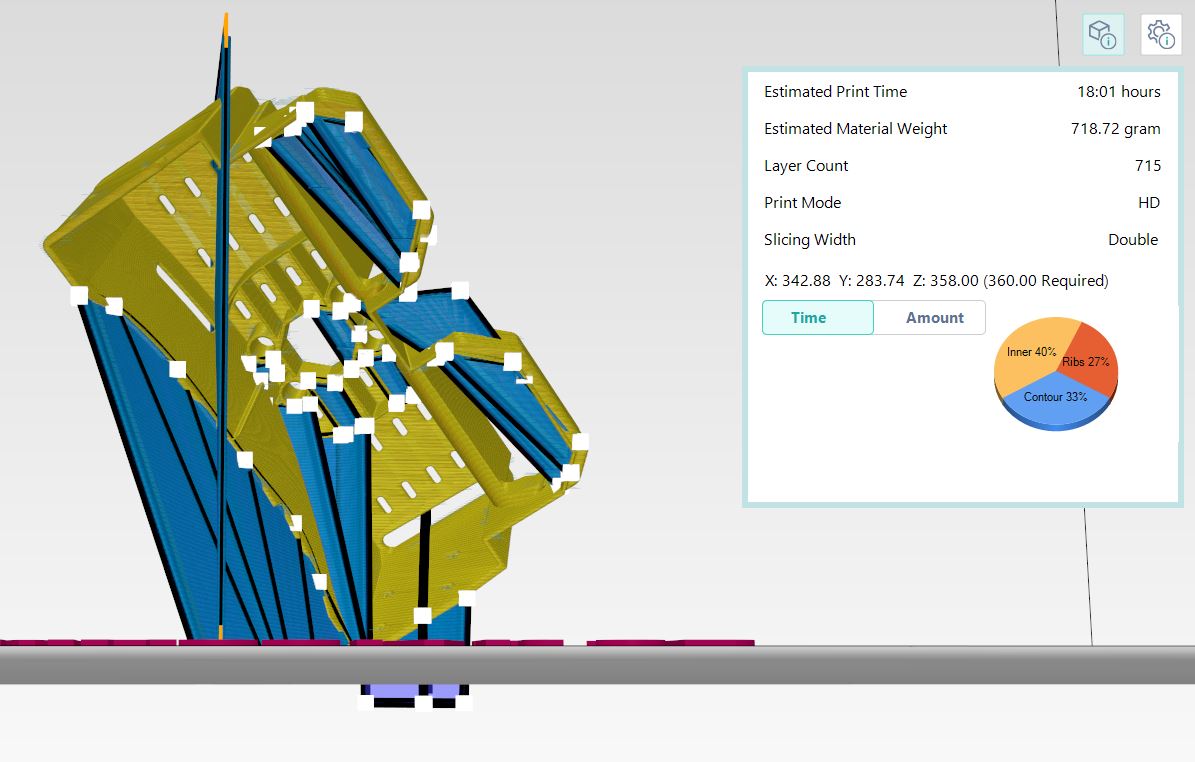 Estimated Print Time 18:01 hours
Estimated Material Weight 718.72 gram
Layer Count 715
Print Mode HD
Slicing Width Double
X: 342.88 Y: 283.74 Z: 358.00 (360.00 Required)
Time Amount
Inner 40%
Ribs 27%
Contour 33%